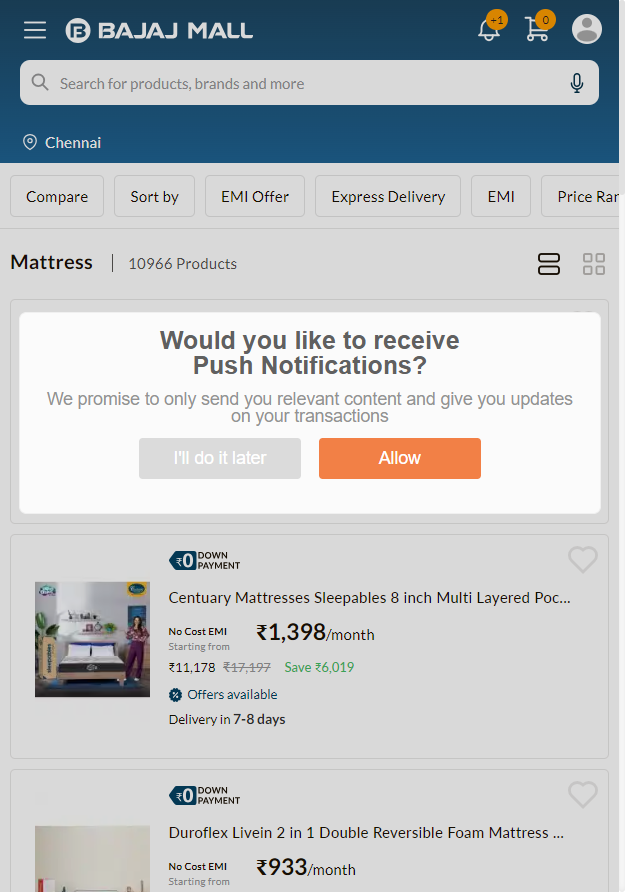 BAJAJ MALL
+1
0
Search for products, brands and more
Chennai
Compare
Sort by
EMI Offer
Express Delivery
EMI
Price Ran
Mattress
10966 Products
Would you like to receive
Push Notifications?
We promise to only send you relevant content and give you updates
on your transactions
I'll do it later
Allow
₹0 DOWN
PAYMENT
Centuary Mattresses Sleepables 8 inch Multi Layered Poc...
No Cost EMI
Starting from
₹1,398/month
₹11,178 ₹17,197 Save ₹6,019
Offers available
Delivery in 7-8 days
₹0 DOWN
PAYMENT
Duroflex Livein 2 in 1 Double Reversible Foam Mattress ...
No Cost EMI
Starting from
₹933/month